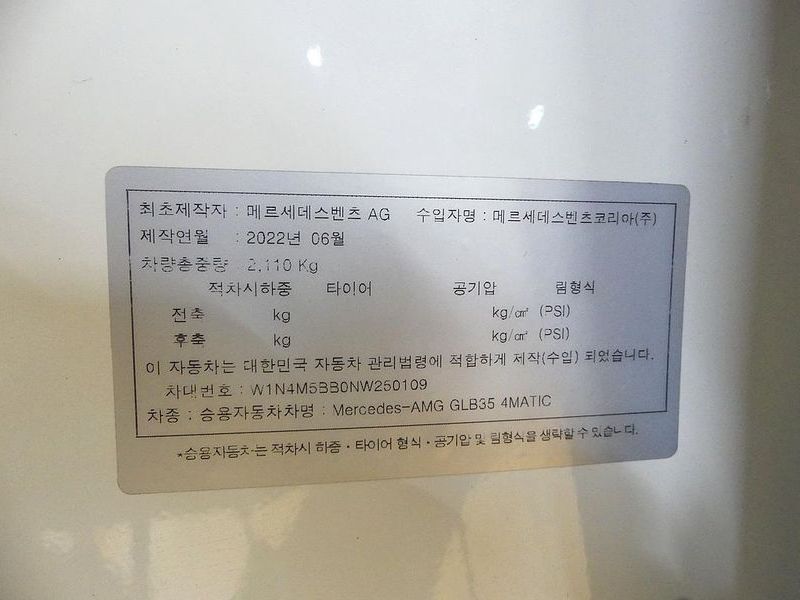 최초제작자 : 메르세데스벤츠 AG 수입자명 : 메르세데스벤츠코리아(주)
제작연월 : 2022년 06월
차량총중량 : 2,110 Kg
적차시하중 타이어 공기압 림형식
전축 kg kg/㎠ (PSI)
후축 kg kg/㎠ (PSI)
이 자동차는 대한민국 자동차 관리법령에 적합하게 제작(수입) 되었습니다.
차대번호 : W1N4M5BB0NW250109
차종 : 승용자동차차명 : Mercedes-AMG GLB35 4MATIC
*승용자동차는 적차시 하중·타이어 형식·공기압 및 림형식을 생략할 수 있습니다.